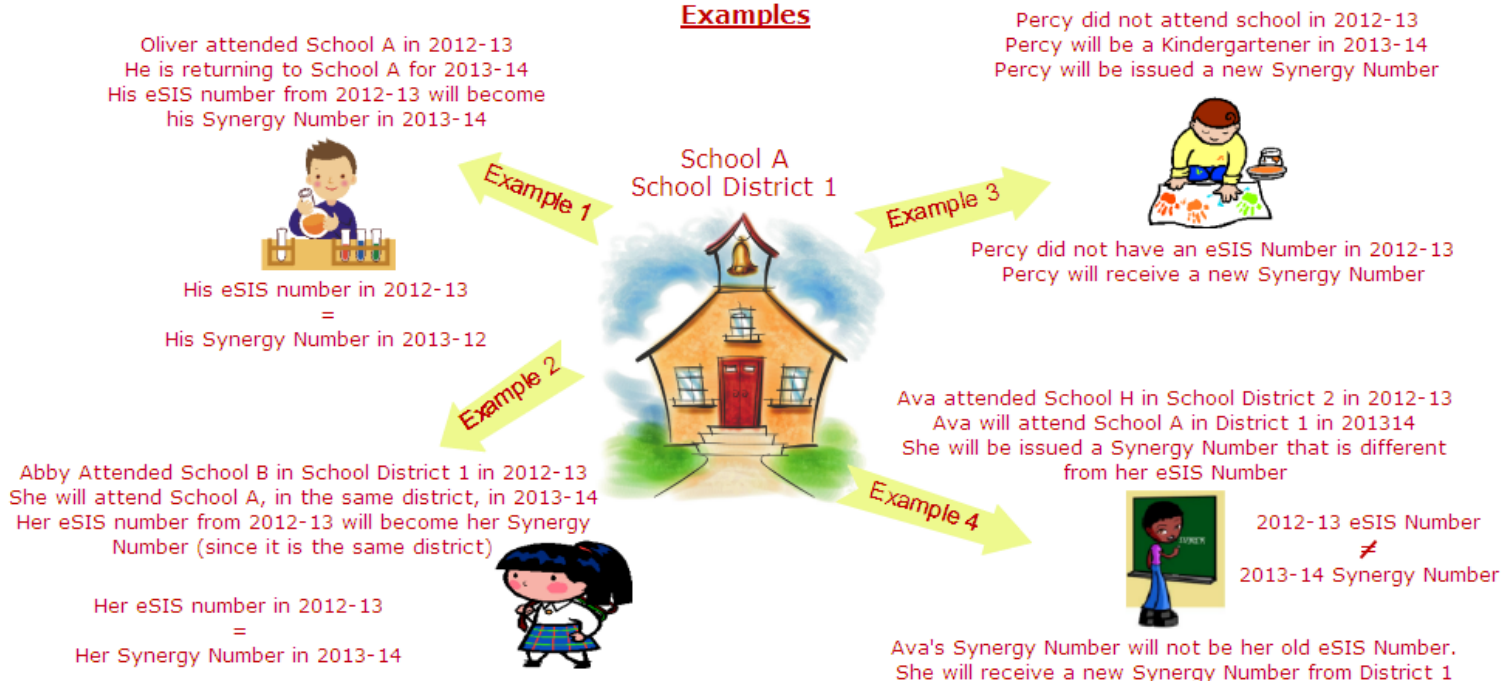 Examples
Oliver attended School A in 2012-13
He is returning to School A for 2013-14
His eSIS number from 2012-13 will become
his Synergy Number in 2013-14
His eSIS number in 2012-13
=
His Synergy Number in 2013-12
Example 1
School A
School District 1
Example 3
Percy did not attend school in 2012-13
Percy will be a Kindergartener in 2013-14
Percy will be issued a new Synergy Number
Percy did not have an eSIS Number in 2012-13
Percy will receive a new Synergy Number
Example 2
Abby Attended School B in School District 1 in 2012-13
She will attend School A, in the same district, in 2013-14
Her eSIS number from 2012-13 will become her Synergy
Number (since it is the same district)
Her eSIS number in 2012-13
=
Her Synergy Number in 2013-14
Example 4
Ava attended School H in School District 2 in 2012-13
Ava will attend School A in District 1 in 201314
She will be issued a Synergy Number that is different
from her eSIS Number
2012-13 eSIS Number
≠
2013-14 Synergy Number
Ava's Synergy Number will not be her old eSIS Number.
She will receive a new Synergy Number from District 1